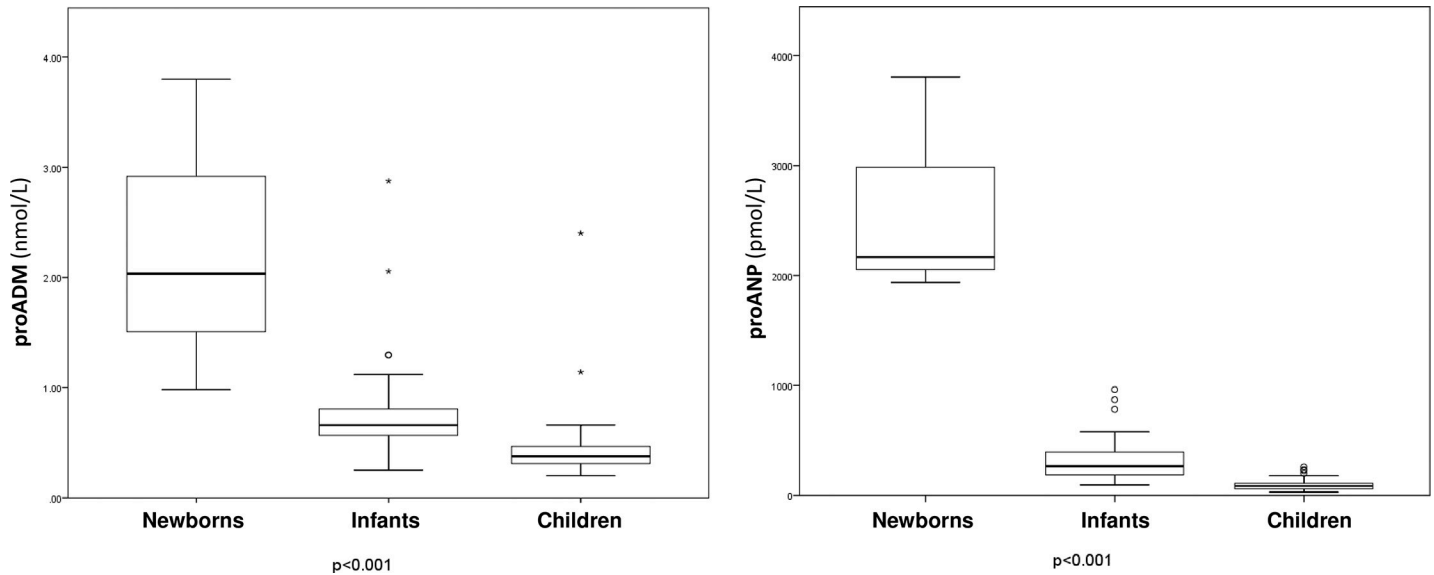 proADM (nmol/L)
4.00
3.00
2.00
1.00
.00
Newborns
Infants
Children
p<0.001
proANP (pmol/L)
4000
3000
2000
1000
0
Newborns
Infants
Children
p<0.001